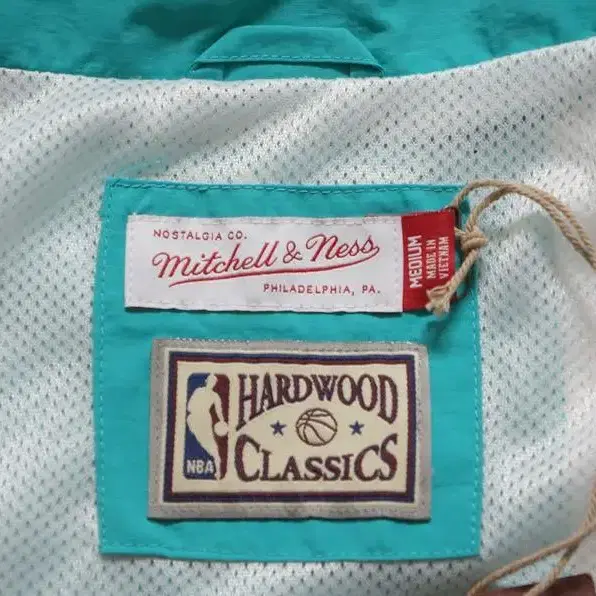 NOSTALGIA CO.
Mitchell & Ness
PHILADELPHIA, PA.
MEDIUM
MADE IN
VIETNAM
HARDWOOD
CLASSICS
NBA